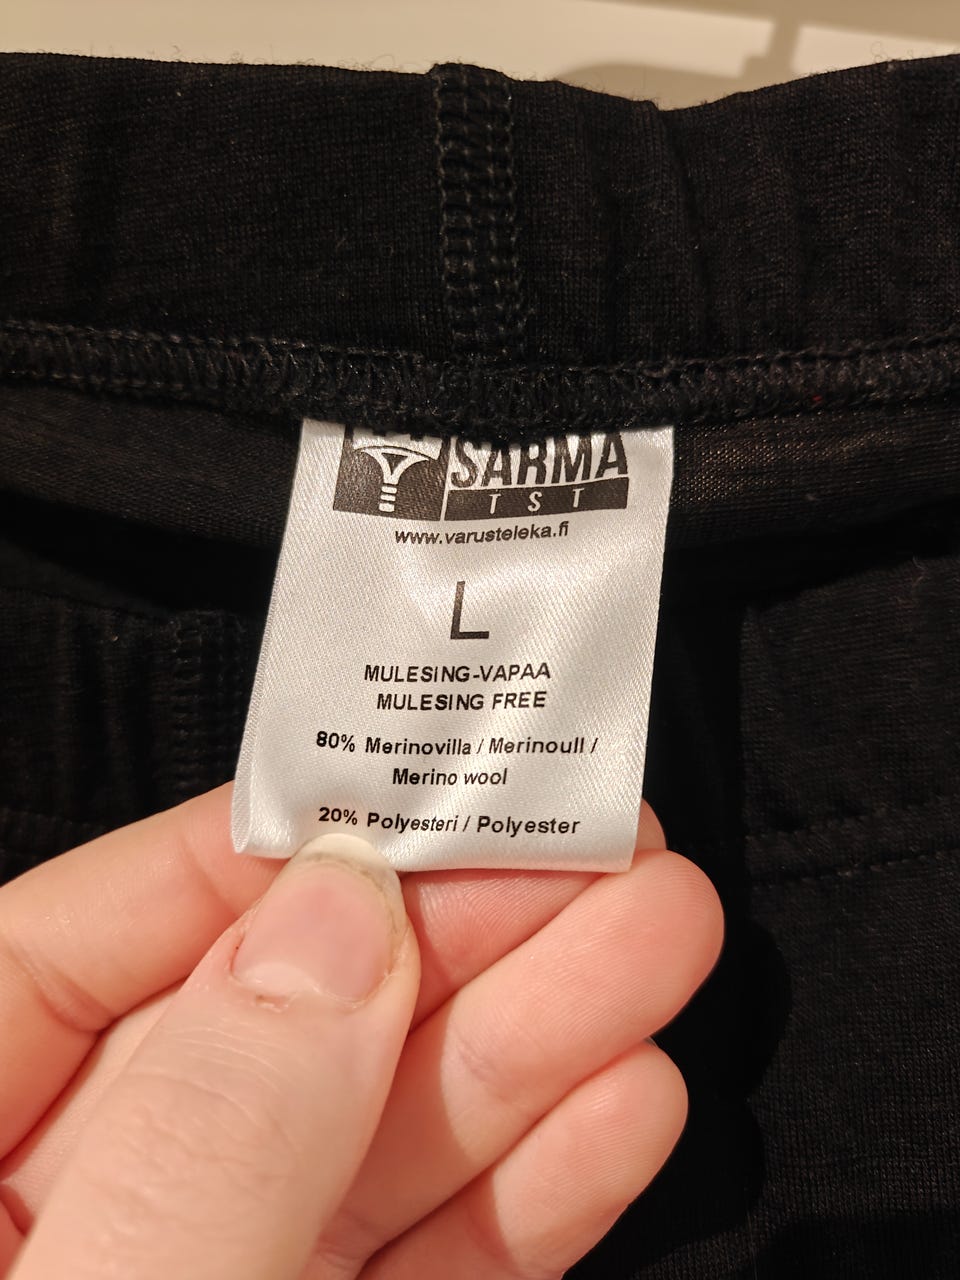 SARMA
TST
www.varusteleka.fi
L
MULESING-VAPAA
MULESING FREE
80% Merinovilla / Merinoull /
Merino wool
20% Polyesteri / Polyester